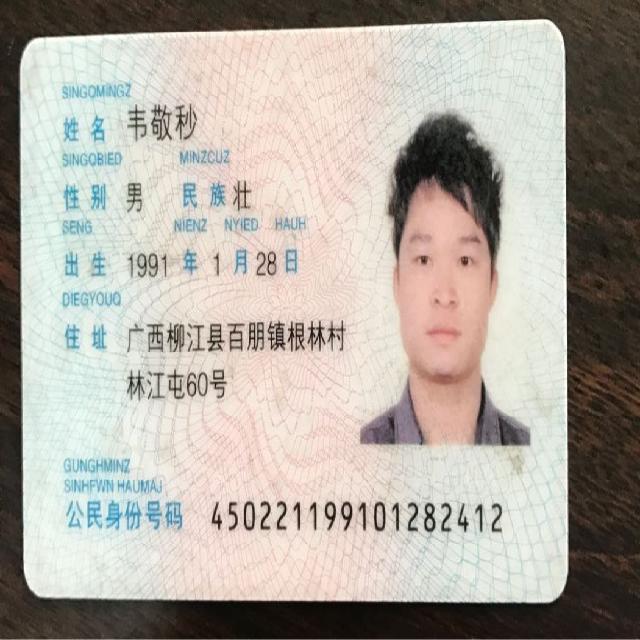 SINGQMINGZ
姓名 韦敬秒
SINGQBIED MINZCUZ
性别 男 民族 壮
SENG NIENZ NYIED HAUH
出生 1991 年 1 月 28 日
DIEGYOUQ
住址 广西柳江县百朋镇根林村
林江屯60号
GUNGHMINZ
SINHFWN HAUMAJ
公民身份号码 450221199101282412